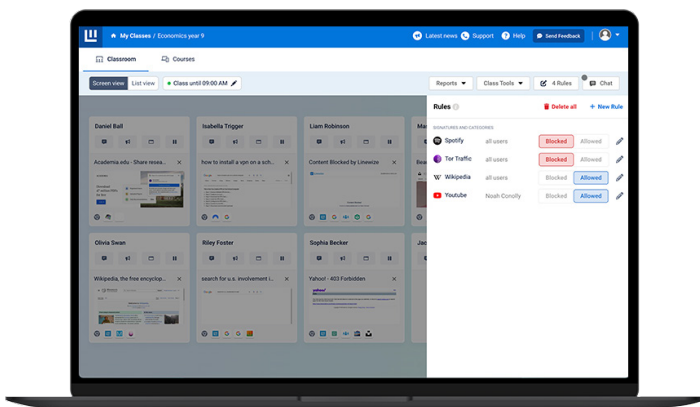 My Classes / Economics year 9
Latest news Support Help Send Feedback
Classroom Courses
Screen view List view Class until 09:00 AM Reports Class Tools 4 Rules Chat
Rules Delete all + New Rule
SIGNATURES AND CATEGORIES
Spotify all users Blocked Allowed
Tor Traffic all users Blocked Allowed
Wikipedia all users Blocked Allowed
Youtube Noah Conolly Blocked Allowed
Daniel Ball Isabella Trigger Liam Robinson
Academia.edu - Share resea... how to install a vpn on a sch... Content Blocked by Linewize
Olivia Swan Riley Foster Sophia Becker
Wikipedia, the free encyclop... search for u.s. involvement i... Yahoo! - 403 Forbidden